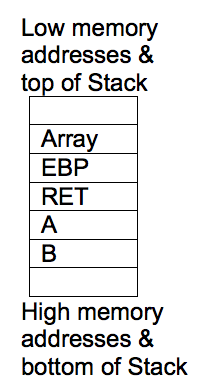 Low memory
addresses &
top of Stack
Array
EBP
RET
A
B
High memory
addresses &
bottom of Stack